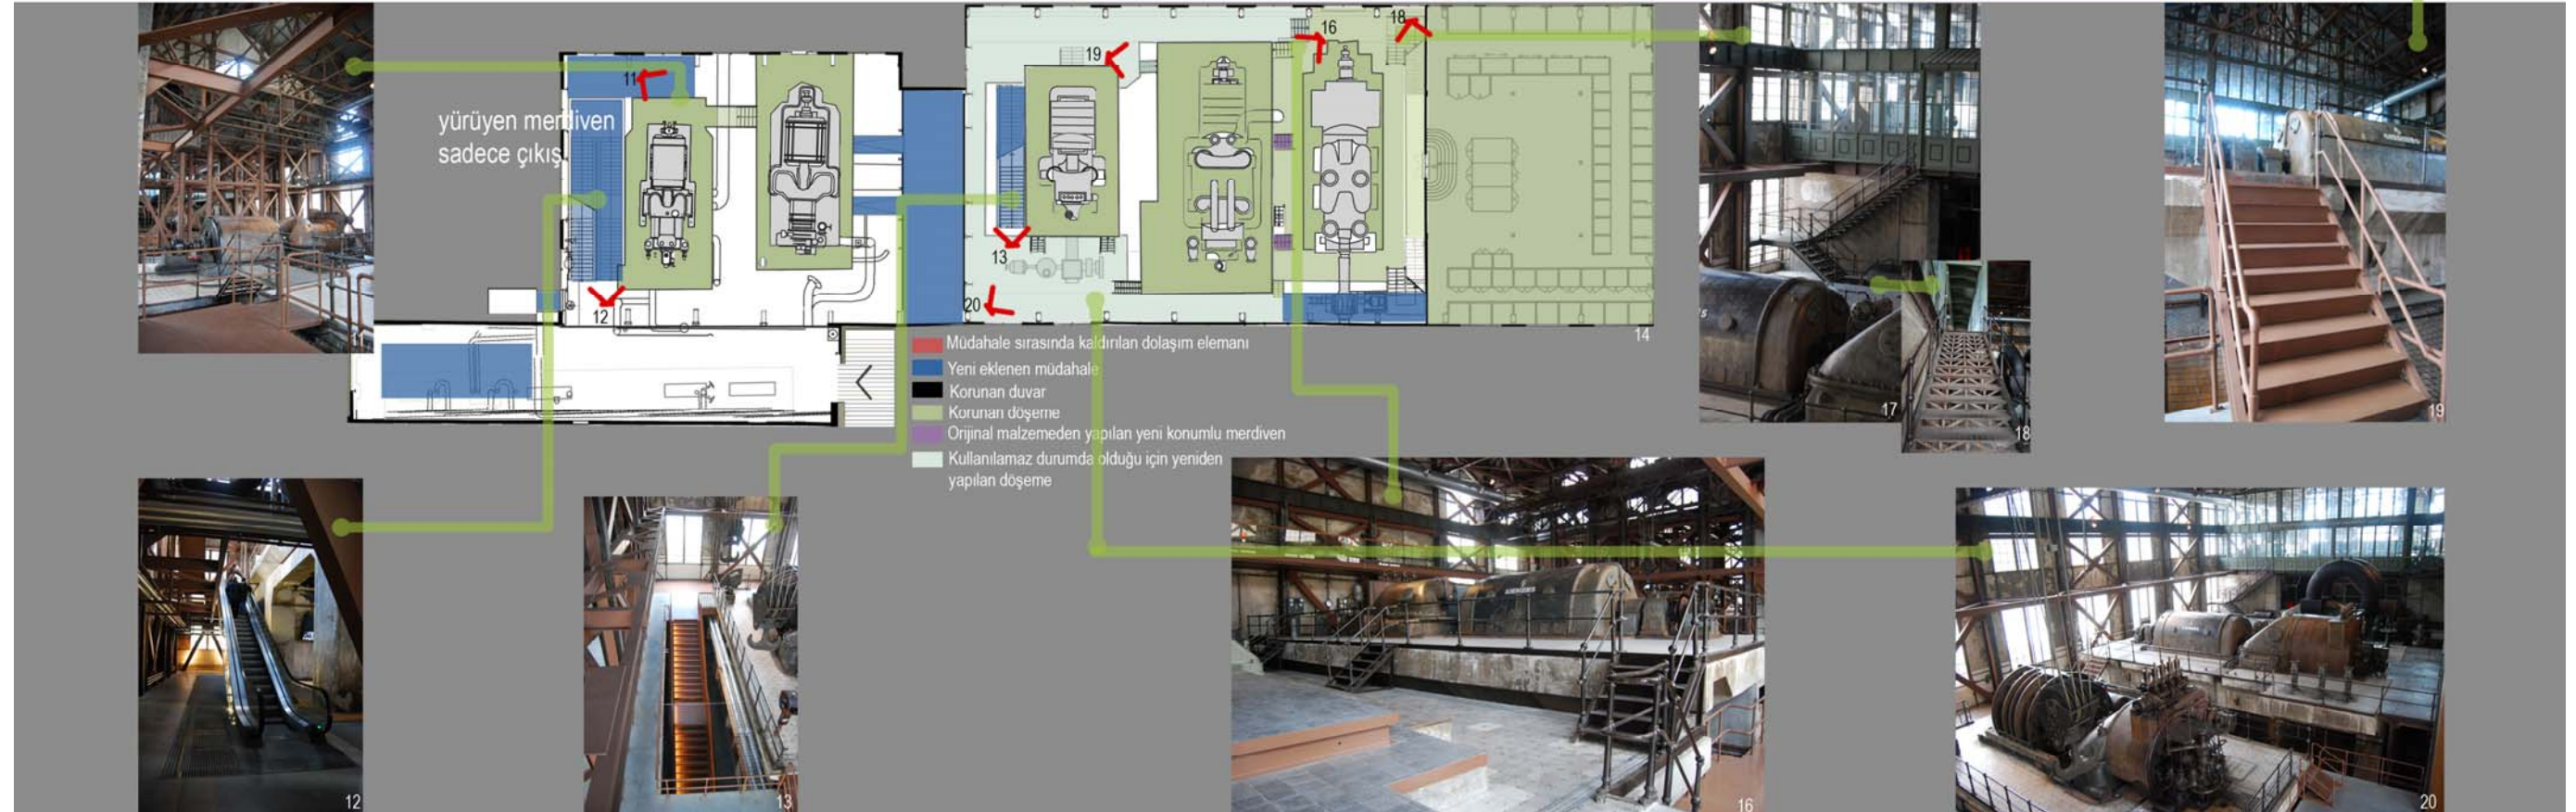 11
yürüyen merdiven
sadece çıkış
12
19
16
18
13
20
14
Müdahale sırasında kaldırılan dolaşım elemanı
Yeni eklenen müdahale
Korunan duvar
Korunan döşeme
Orijinal malzemeden yapılan yeni konumlu merdiven
Kullanılamaz durumda olduğu için yeniden
yapılan döşeme
17
18
19
12
13
16
20